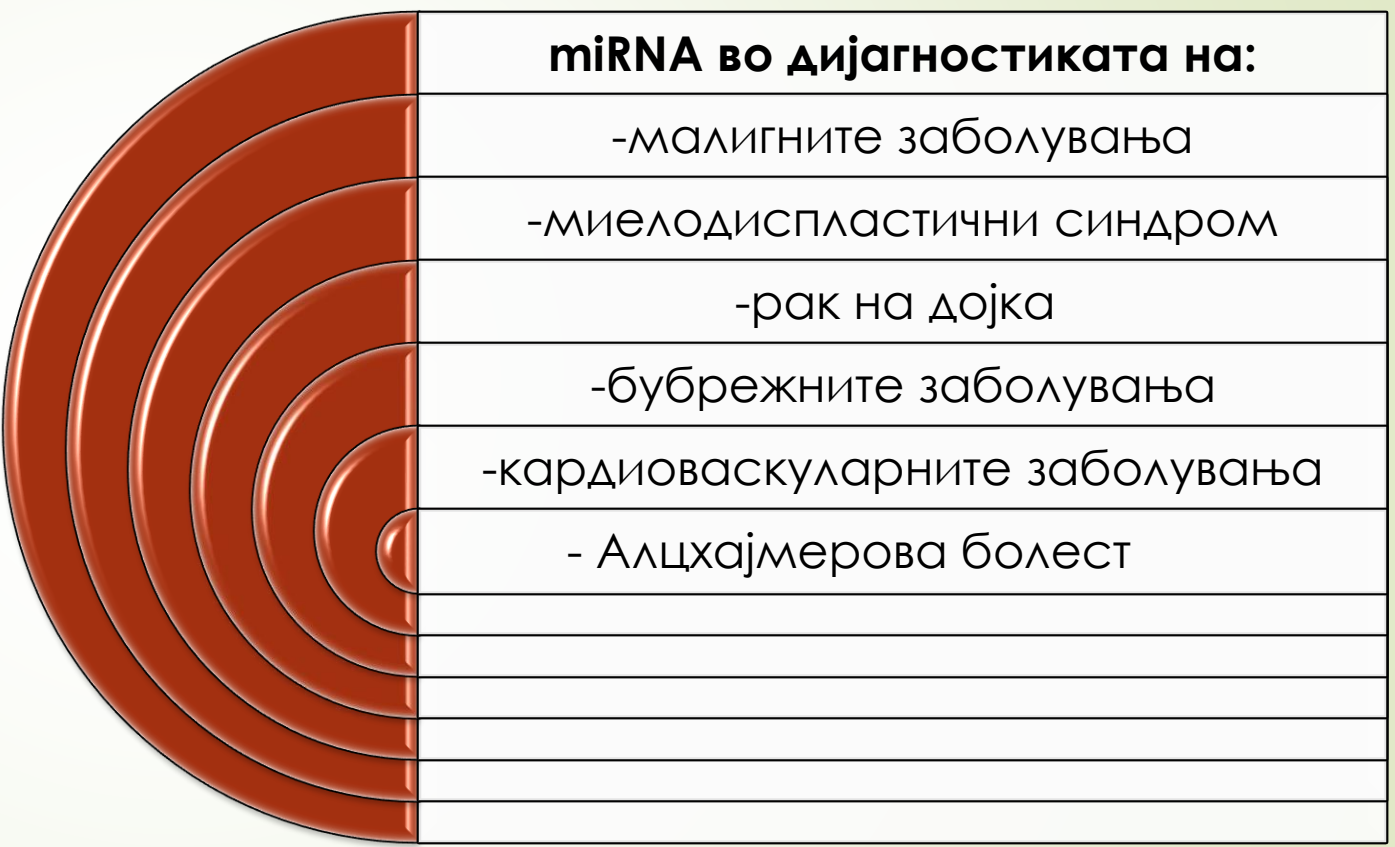 miRNA во дијагностиката на:
-малигните заболувања
-миелодиспластични синдром
-рак на дојка
-бубрежните заболувања
-кардиоваскуларните заболувања
- Алцхајмерова болест